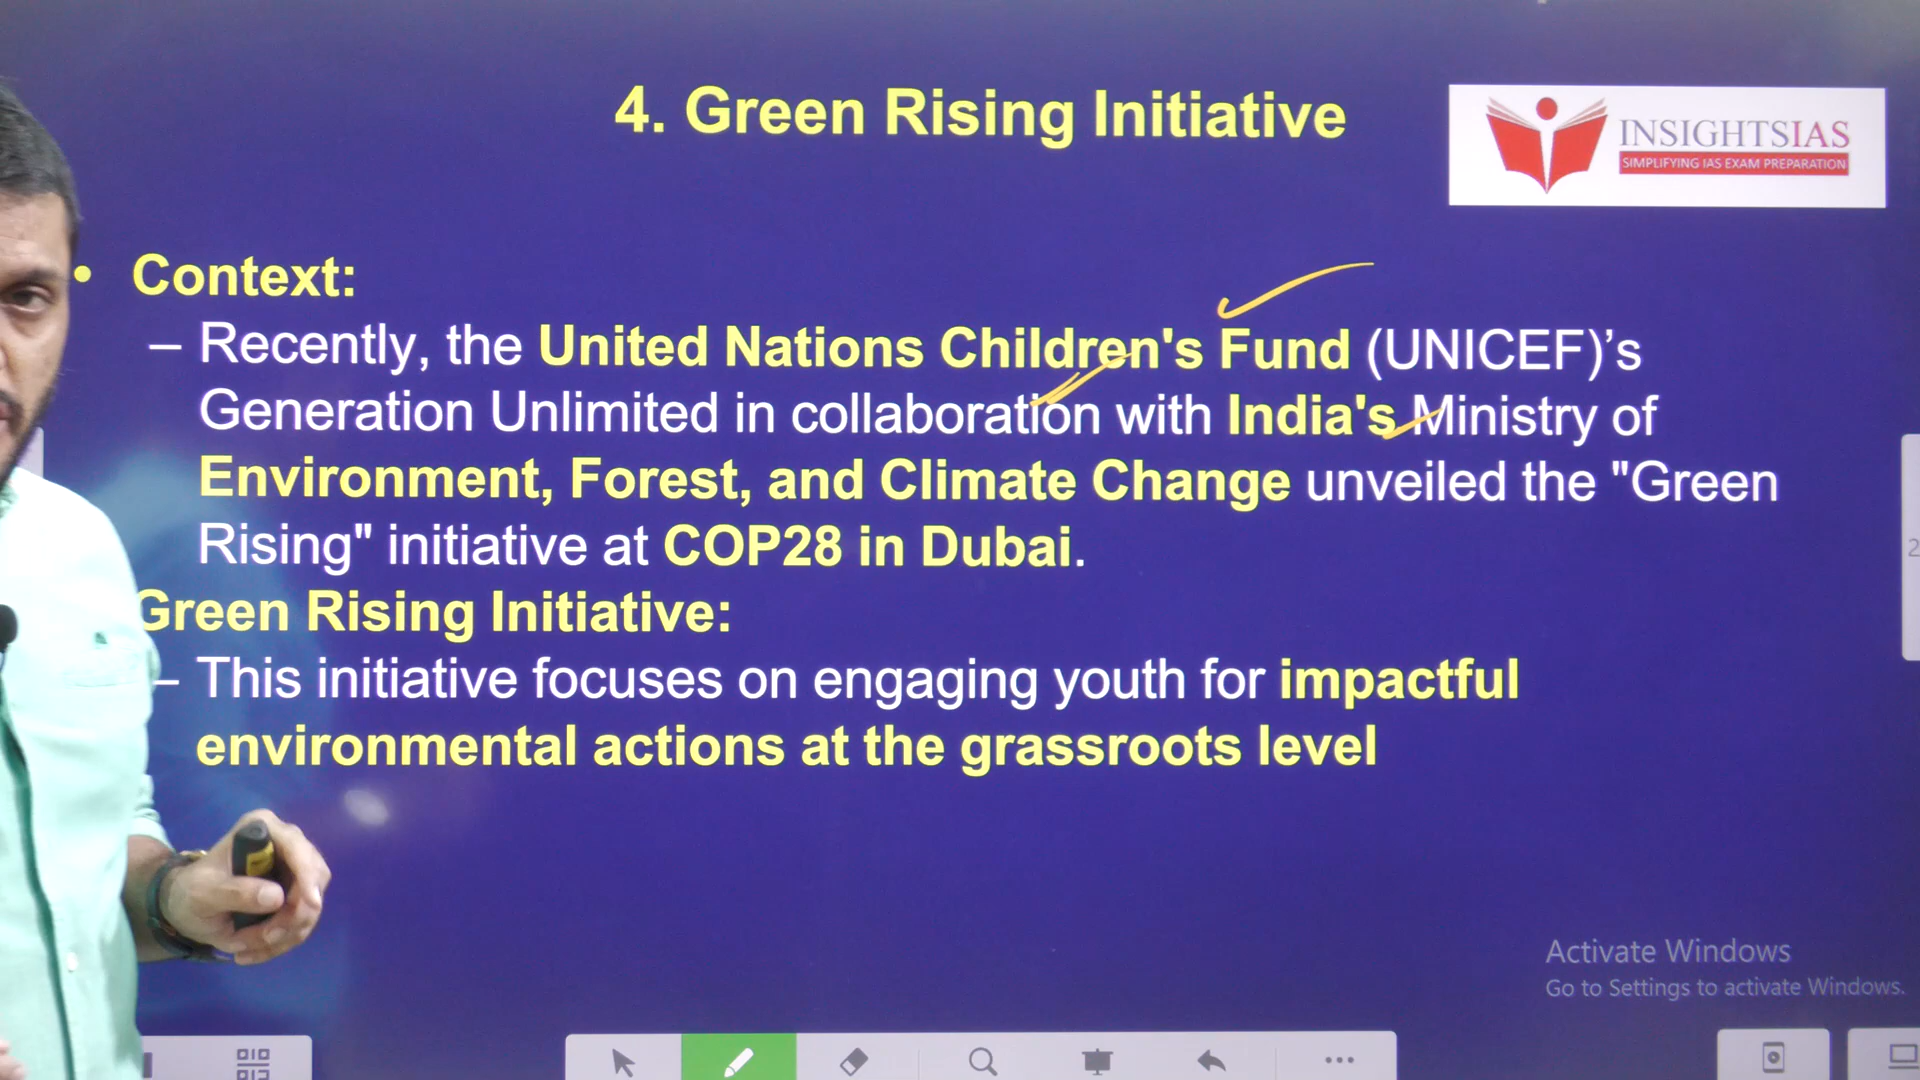 4. Green Rising Initiative
INSIGHTSIAS
SIMPLIFYING IAS EXAM PREPARATION
• Context:
– Recently, the United Nations Children's Fund (UNICEF)’s
Generation Unlimited in collaboration with India's Ministry of
Environment, Forest, and Climate Change unveiled the "Green
Rising" initiative at COP28 in Dubai.
Green Rising Initiative:
– This initiative focuses on engaging youth for impactful
environmental actions at the grassroots level
Activate Windows
Go to Settings to activate Windows.